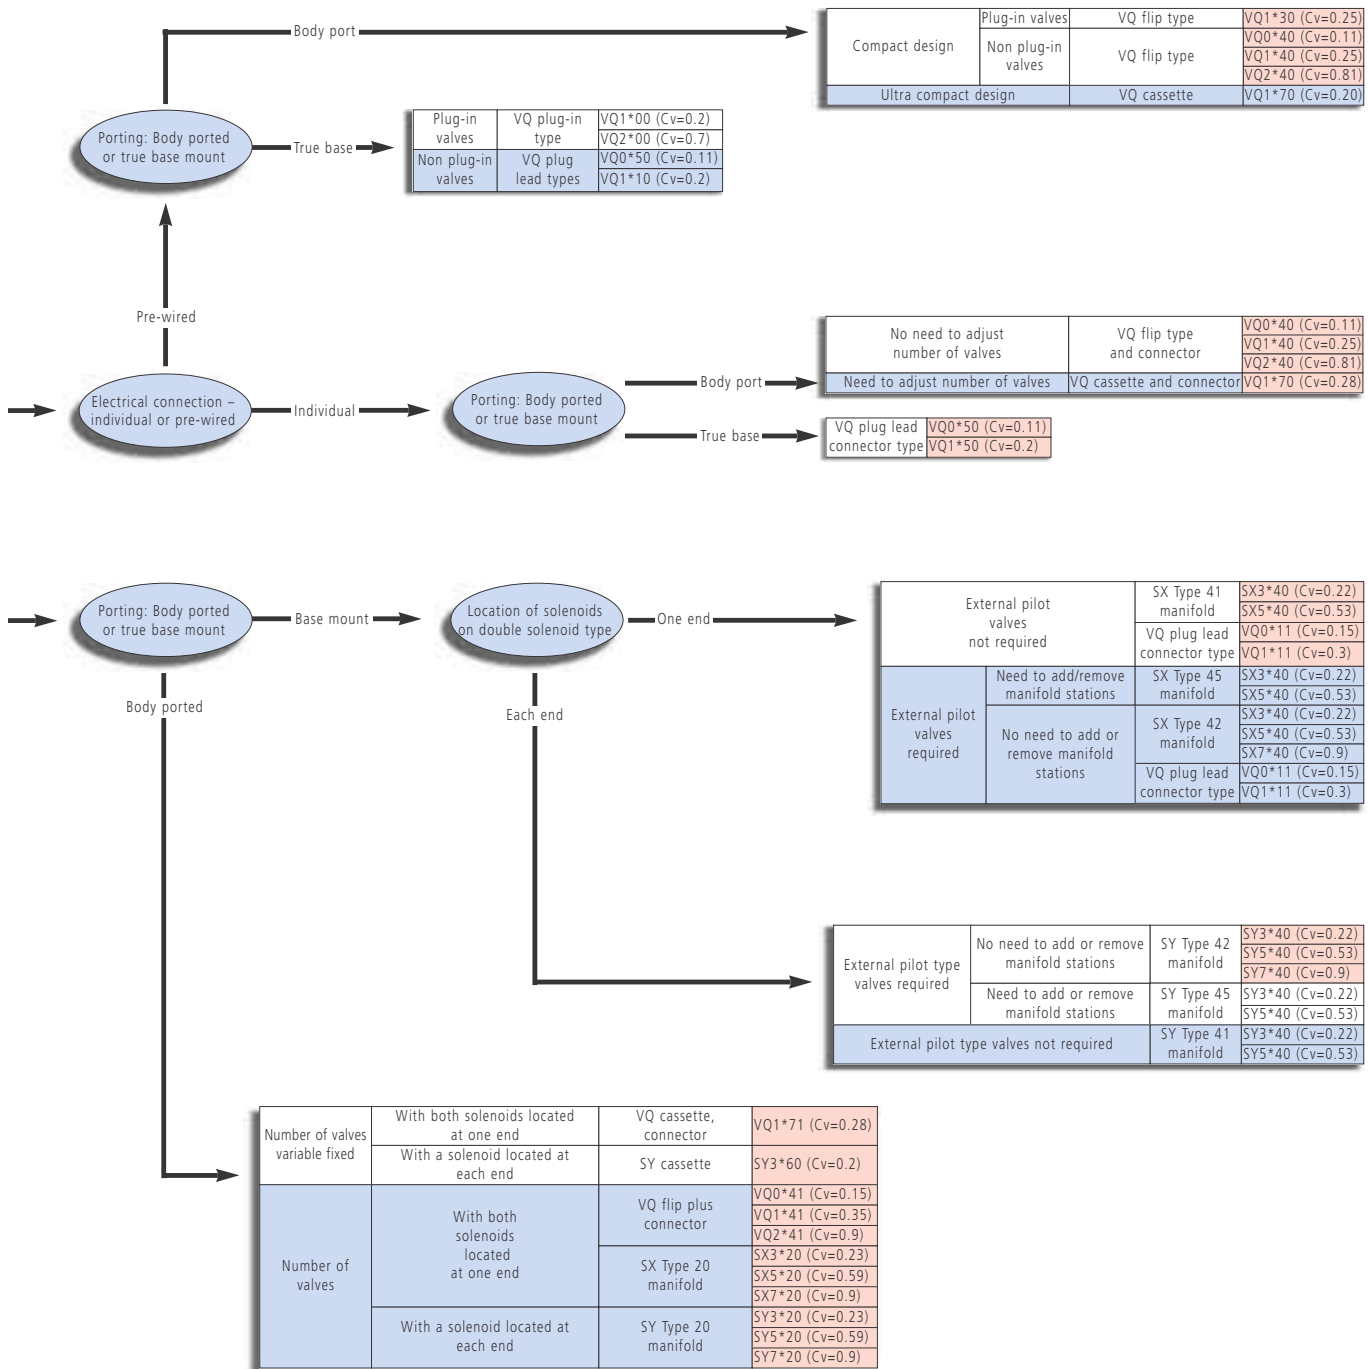 Body port
Compact design
Plug-in valves
VQ flip type
VQ1*30 (Cv=0.25)
Non plug-in
valves
VQ flip type
VQ0*40 (Cv=0.11)
VQ1*40 (Cv=0.25)
VQ2*40 (Cv=0.81)
Ultra compact design
VQ cassette
VQ1*70 (Cv=0.20)
Porting: Body ported
or true base mount
True base
Plug-in
valves
VQ plug-in
type
VQ1*00 (Cv=0.2)
VQ2*00 (Cv=0.7)
Non plug-in
valves
VQ plug
lead types
VQ0*50 (Cv=0.11)
VQ1*10 (Cv=0.2)
Pre-wired
Electrical connection –
individual or pre-wired
Individual
Porting: Body ported
or true base mount
Body port
No need to adjust
number of valves
VQ flip type
and connector
VQ0*40 (Cv=0.11)
VQ1*40 (Cv=0.25)
VQ2*40 (Cv=0.81)
Need to adjust number of valves
VQ cassette and connector
VQ1*70 (Cv=0.28)
True base
VQ plug lead
connector type
VQ0*50 (Cv=0.11)
VQ1*50 (Cv=0.2)
Porting: Body ported
or true base mount
Base mount
Location of solenoids
on double solenoid type
One end
External pilot
valves
not required
SX Type 41
manifold
SX3*40 (Cv=0.22)
SX5*40 (Cv=0.53)
VQ plug lead
connector type
VQ0*11 (Cv=0.15)
VQ1*11 (Cv=0.3)
External pilot
valves
required
Need to add/remove
manifold stations
SX Type 45
manifold
SX3*40 (Cv=0.22)
SX5*40 (Cv=0.53)
No need to add or
remove manifold
stations
SX Type 42
manifold
SX3*40 (Cv=0.22)
SX5*40 (Cv=0.53)
SX7*40 (Cv=0.9)
VQ plug lead
connector type
VQ0*11 (Cv=0.15)
VQ1*11 (Cv=0.3)
Body ported
Each end
External pilot type
valves required
No need to add or remove
manifold stations
SY Type 42
manifold
SY3*40 (Cv=0.22)
SY5*40 (Cv=0.53)
SY7*40 (Cv=0.9)
Need to add or remove
manifold stations
SY Type 45
manifold
SY3*40 (Cv=0.22)
SY5*40 (Cv=0.53)
External pilot type valves not required
SY Type 41
manifold
SY3*40 (Cv=0.22)
SY5*40 (Cv=0.53)
Number of valves
variable fixed
With both solenoids located
at one end
VQ cassette,
connector
VQ1*71 (Cv=0.28)
With a solenoid located at
each end
SY cassette
SY3*60 (Cv=0.2)
Number of
valves
With both
solenoids
located
at one end
VQ flip plus
connector
VQ0*41 (Cv=0.15)
VQ1*41 (Cv=0.35)
VQ2*41 (Cv=0.9)
SX Type 20
manifold
SX3*20 (Cv=0.23)
SX5*20 (Cv=0.59)
SX7*20 (Cv=0.9)
With a solenoid located at
each end
SY Type 20
manifold
SY3*20 (Cv=0.23)
SY5*20 (Cv=0.59)
SY7*20 (Cv=0.9)